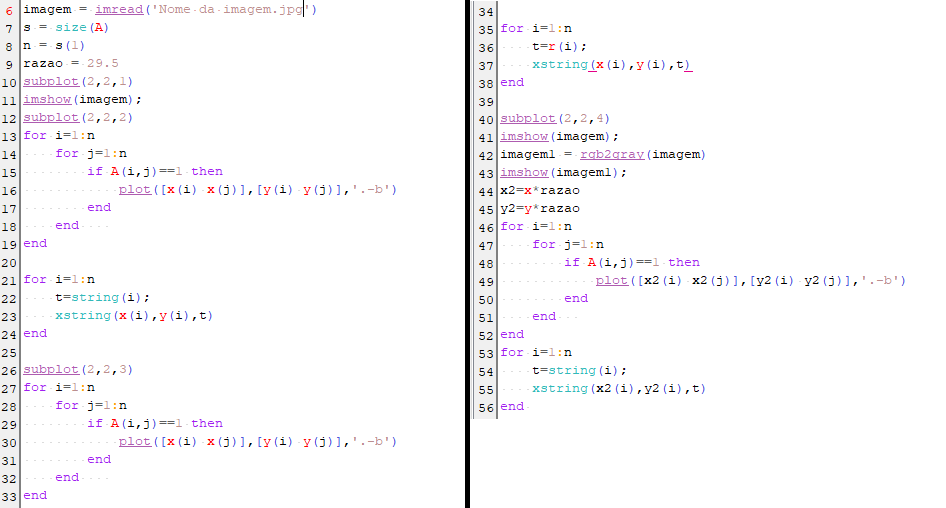 6 imagem = imread('Nome da imagem.jpg')
7 s = size(A)
8 n = s(1)
9 razao = 29.5
10 subplot(2,2,1)
11 imshow(imagem);
12 subplot(2,2,2)
13 for i=1:n
14 for j=1:n
15 if A(i,j)==1 then
16 plot([x(i) x(j)],[y(i) y(j)],'.-b')
17 end
18 end
19 end
20
21 for i=1:n
22 t=string(i);
23 xstring(x(i),y(i),t)
24 end
25
26 subplot(2,2,3)
27 for i=1:n
28 for j=1:n
29 if A(i,j)==1 then
30 plot([x(i) x(j)],[y(i) y(j)],'.-b')
31 end
32 end
33 end
34
35 for i=1:n
36 t=r(i);
37 xstring(x(i),y(i),t)
38 end
39
40 subplot(2,2,4)
41 imshow(imagem);
42 imagem1 = rgb2gray(imagem)
43 imshow(imagem1);
44 x2=x*razao
45 y2=y*razao
46 for i=1:n
47 for j=1:n
48 if A(i,j)==1 then
49 plot([x2(i) x2(j)],[y2(i) y2(j)],'.-b')
50 end
51 end
52 end
53 for i=1:n
54 t=string(i);
55 xstring(x2(i),y2(i),t)
56 end